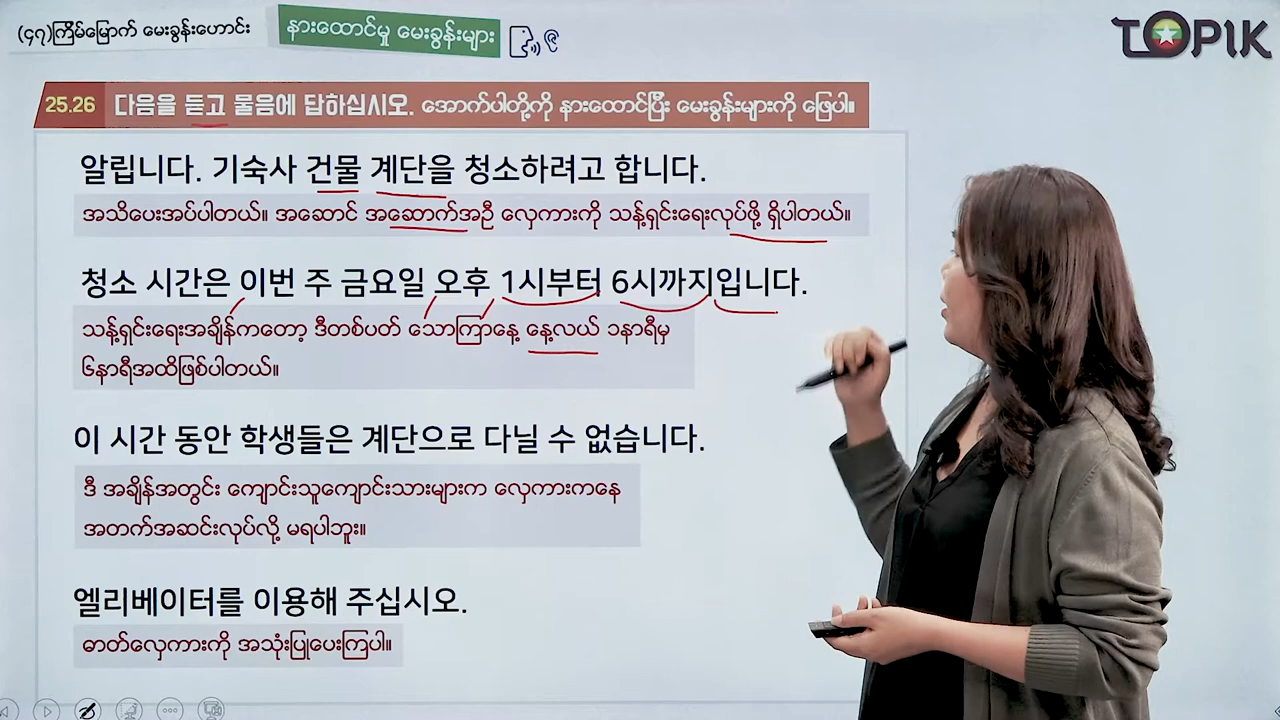 (၄၇)ကြိမ်မြောက် မေးခွန်းဟောင်း
နားထောင်မှု မေးခွန်းများ
TOPIK
25.26 다음을 듣고 물음에 답하십시오. အောက်ပါတို့ကို နားထောင်ပြီး မေးခွန်းများကို ဖြေပါ။
알립니다. 기숙사 건물 계단을 청소하려고 합니다.
အသိပေးအပ်ပါတယ်။ အဆောင် အဆောက်အဦ လှေကားကို သန့်ရှင်းရေးလုပ်ဖို့ ရှိပါတယ်။
청소 시간은 이번 주 금요일 오후 1시부터 6시까지입니다.
သန့်ရှင်းရေးအချိန်ကတော့ ဒီတစ်ပတ် သောကြာနေ့ နေ့လယ် ၁နာရီမှ
၆နာရီအထိဖြစ်ပါတယ်။
이 시간 동안 학생들은 계단으로 다닐 수 없습니다.
ဒီ အချိန်အတွင်း ကျောင်းသူကျောင်းသားများက လှေကားကနေ
အတက်အဆင်းလုပ်လို့ မရပါဘူး။
엘리베이터를 이용해 주십시오.
ဓာတ်လှေကားကို အသုံးပြုပေးကြပါ။